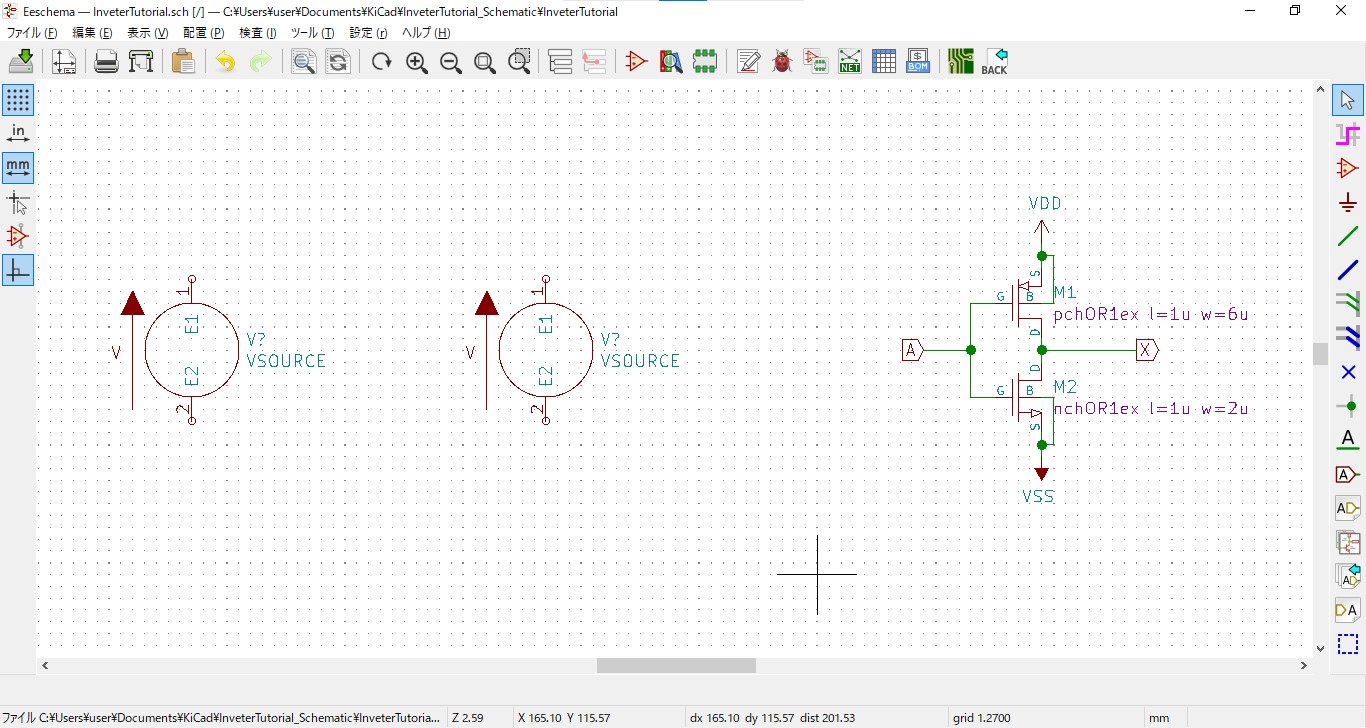 Eeschema — InveterTutorial.sch [/] — C:¥Users¥user¥Documents¥KiCad¥InveterTutorial_Schematic¥InveterTutorial
ファイル (F) 編集 (E) 表示 (V) 配置 (P) 検査 (I) ツール (T) 設定 (r) ヘルプ (H)
NET
BOM
BACK
in
mm
VDD
S
G
B
M1
pchOR1ex l=1u w=6u
D
1
E1
V
V?
VSOURCE
E2
2
1
E1
V
V?
VSOURCE
E2
2
A
X
D
G
B
M2
nchOR1ex l=1u w=2u
S
VSS
A
A
AD
AD
DA
ファイル C:¥Users¥user¥Documents¥KiCad¥InveterTutorial_Schematic¥InveterTutoria... Z 2.59 X 165.10 Y 115.57 dx 165.10 dy 115.57 dist 201.53 grid 1.2700 mm